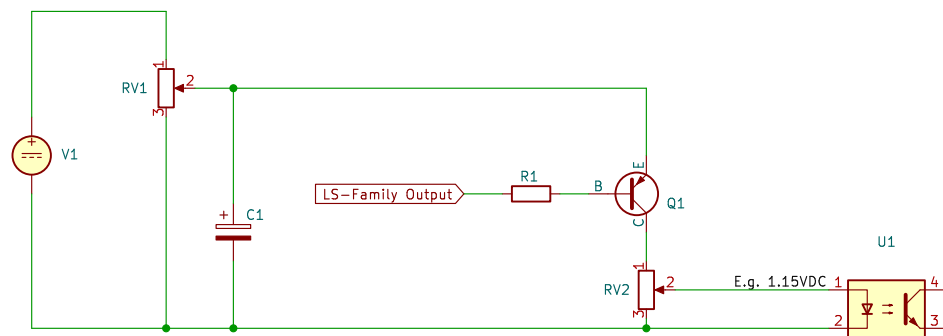 1
RV1
2
3
+
V1
LS-Family Output
R1
B
E
Q1
C
+
C1
U1
1
RV2
2
3
E.g. 1.15VDC
1
4
2
3